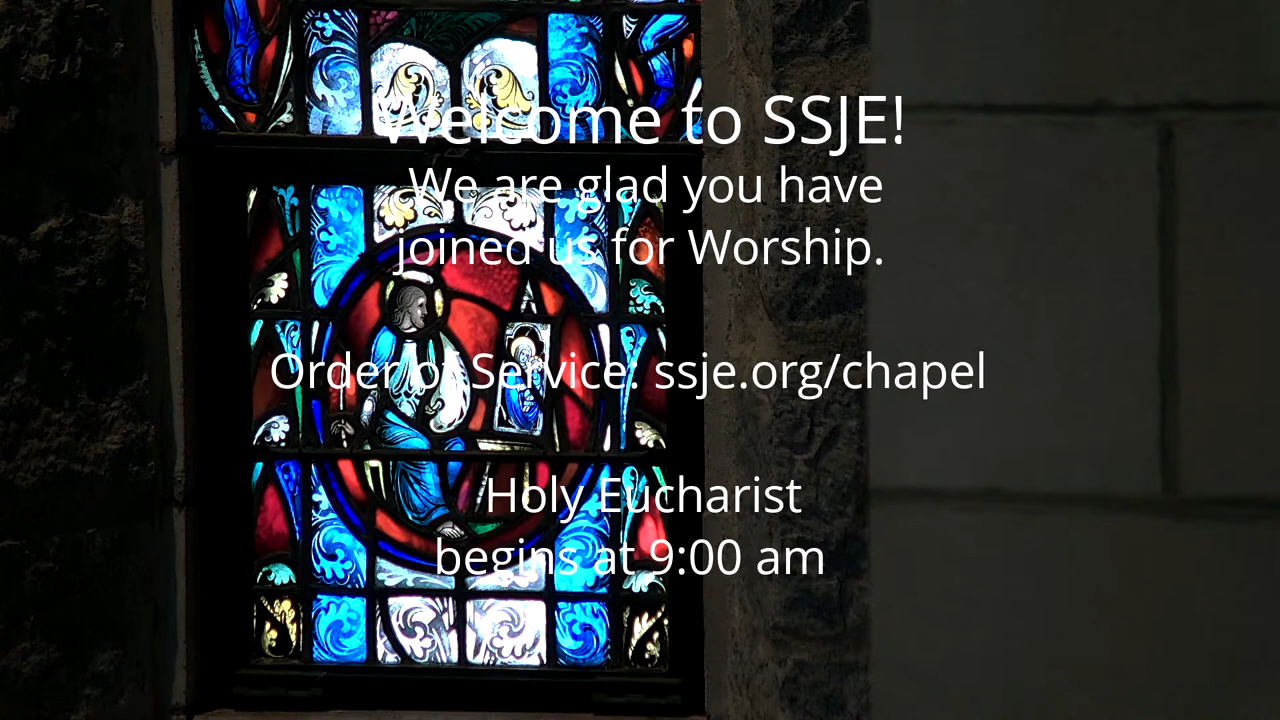 Welcome to SSJE!
We are glad you have
joined us for Worship.
Order of Service: ssje.org/chapel
Holy Eucharist
begins at 9:00 am